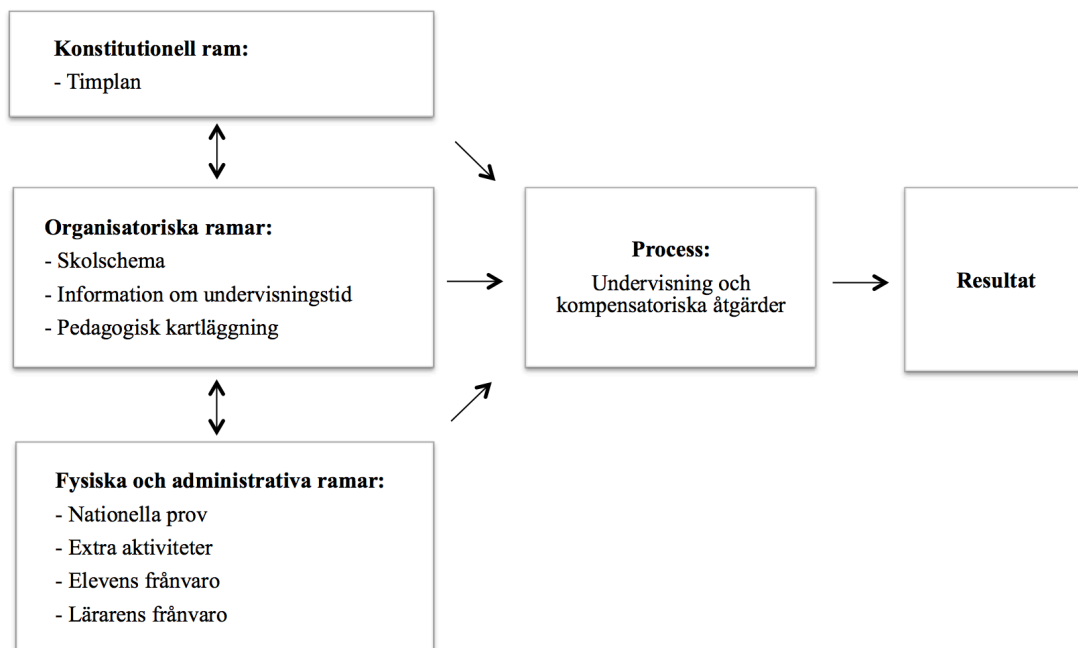 Konstitutionell ram:
- Timplan
Organisatoriska ramar:
- Skolschema
- Information om undervisningstid
- Pedagogisk kartläggning
Process:
Undervisning och
kompensatoriska åtgärder
Resultat
Fysiska och administrativa ramar:
- Nationella prov
- Extra aktiviteter
- Elevens frånvaro
- Lärarens frånvaro